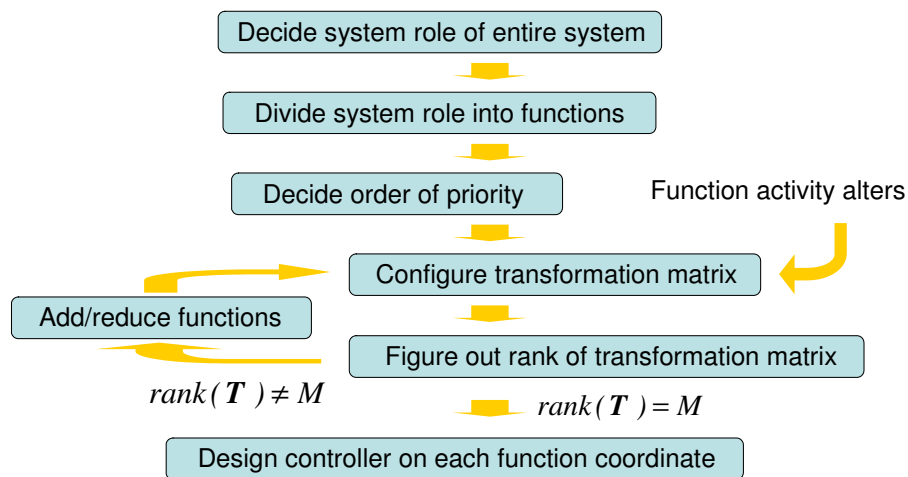 Decide system role of entire system
Divide system role into functions
Decide order of priority
Function activity alters
Configure transformation matrix
Add/reduce functions
Figure out rank of transformation matrix
rank( T ) ≠ M
rank( T ) = M
Design controller on each function coordinate